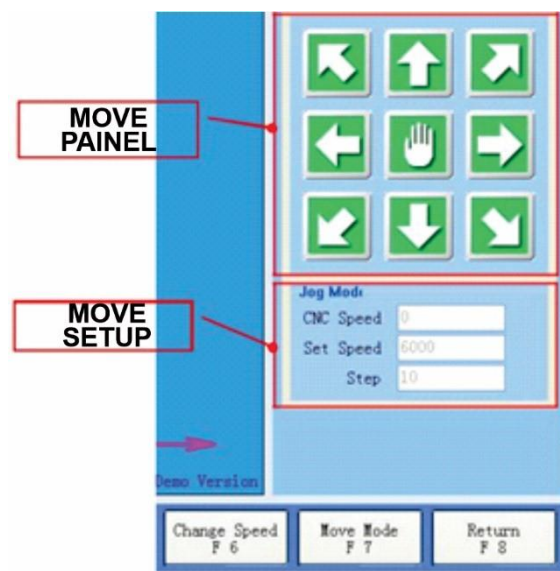 MOVE
PAINEL
Jog Mode
CNC Speed 0
Set Speed 6000
Step 10
MOVE
SETUP
Demo Version
Change Speed
F 6
Move Mode
F 7
Return
F 8